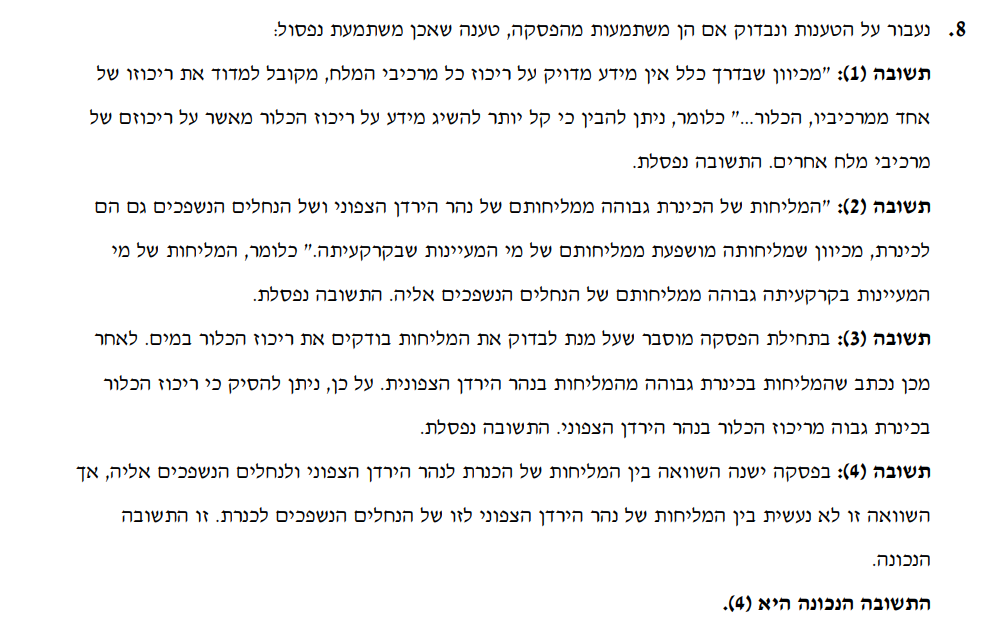 8. נעבור על הטענות ונבדוק אם הן משתמעות מהפסקה, טענה שאכן משתמעת נפסול:
תשובה (1): "מכיוון שבדרך כלל אין מידע מדויק על ריכוז כל מרכיבי המלח, מקובל למדוד את ריכוזו של
אחד ממרכיביו, הכלור..." כלומר, ניתן להבין כי קל יותר להשיג מידע על ריכוז הכלור מאשר על ריכוזם של
מרכיבי מלח אחרים. התשובה נפסלת.
תשובה (2): "המליחות של הכינרת גבוהה ממליחותם של נהר הירדן הצפוני ושל הנחלים הנשפכים גם הם
לכינרת, מכיוון שמליחותה מושפעת ממליחותם של מי המעיינות שבקרקעיתה." כלומר, המליחות של מי
המעיינות בקרקעיתה גבוהה ממליחותם של הנחלים הנשפכים אליה. התשובה נפסלת.
תשובה (3): בתחילת הפסקה מוסבר שעל מנת לבדוק את המליחות בודקים את ריכוז הכלור במים. לאחר
מכן נכתב שהמליחות בכינרת גבוהה מהמליחות בנהר הירדן הצפונית. על כן, ניתן להסיק כי ריכוז הכלור
בכינרת גבוה מריכוז הכלור בנהר הירדן הצפוני. התשובה נפסלת.
תשובה (4): בפסקה ישנה השוואה בין המליחות של הכנרת לנהר הירדן הצפוני ולנחלים הנשפכים אליה, אך
השוואה זו לא נעשית בין המליחות של נהר הירדן הצפוני לזו של הנחלים הנשפכים לכנרת. זו התשובה
הנכונה.
התשובה הנכונה היא (4).